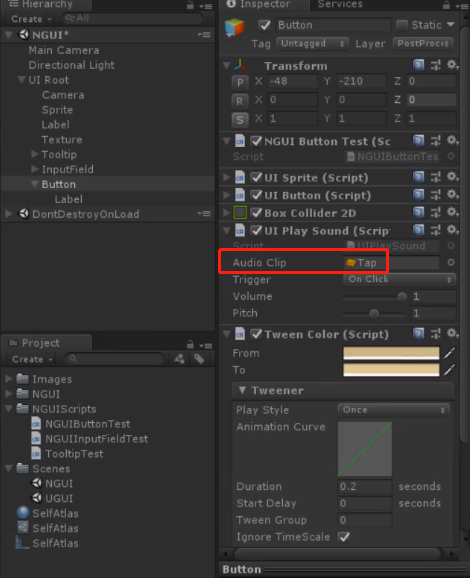 Hierarchy
Create
All
NGUI*
Main Camera
Directional Light
UI Root
Camera
Sprite
Label
Texture
Tooltip
InputField
Button
Label
DontDestroyOnLoad
Project
Create
Images
NGUI
NGUIScripts
NGUIButtonTest
NGUIInputFieldTest
TooltipTest
Scenes
NGUI
UGUI
SelfAtlas
SelfAtlas
SelfAtlas
Inspector Services
Button Static
Tag Untagged Layer PostProc
Transform
P X -48 Y -210 Z 0
R X 0 Y 0 Z 0
S X 1 Y 1 Z 1
NGUI Button Test (Sc
Script NGUIButtonTes
UI Sprite (Script)
UI Button (Script)
Box Collider 2D
UI Play Sound (Script
Script UIPlaySound
Audio Clip Tap
Trigger On Click
Volume 1
Pitch 1
Tween Color (Script)
From
To
Tweener
Play Style Once
Animation Curve
Duration 0.2 seconds
Start Delay 0 seconds
Tween Group 0
Ignore TimeScale
Button